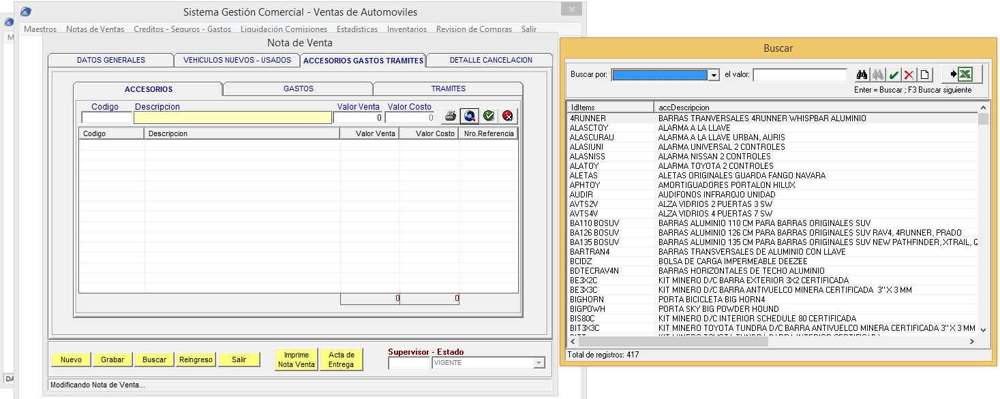 Sistema Gestión Comercial - Ventas de Automoviles
Maestros Notas de Ventas Creditos - Seguros - Gastos Liquidación Comisiones Estadisticas Inventarios Revision de Compras Salir
M
Nota de Venta
DATOS GENERALES VEHICULOS NUEVOS - USADOS ACCESORIOS GASTOS TRAMITES DETALLE CANCELACION
ACCESORIOS GASTOS TRAMITES
Codigo Descripcion Valor Venta Valor Costo
0 0
Codigo Descripcion Valor Venta Valor Costo Nro.Referencia
0 0
Nuevo Grabar Buscar Reingreso Salir Imprime Nota Venta Acta de Entrega
Supervisor - Estado
VIGENTE
DA
Modificando Nota de Venta...
Buscar
Buscar por: el valor:
Enter = Buscar ; F3 Buscar siguiente
IdItems accDescripcion
4RUNNER BARRAS TRANVERSALES 4RUNNER WHISPBAR ALUMINIO
ALASCTOY ALARMA A LA LLAVE
ALASCURAU ALARMA A LA LLAVE URBAN, AURIS
ALASIUNI ALARMA UNIVERSAL 2 CONTROLES
ALASNISS ALARMA NISSAN 2 CONTROLES
ALATOY ALARMA TOYOTA 2 CONTROLES
ALETAS ALETAS ORIGINALES GUARDA FANGO NAVARA
APHTOY AMORTIGUADORES PORTALON HILUX
AUDIR AUDIFONOS INFRAROJO UNIDAD
AVTS2V ALZA VIDRIOS 2 PUERTAS 3 SW
AVTS4V ALZA VIDRIOS 4 PUERTAS 7 SW
BA110 BOSUV BARRAS ALUMINIO 110 CM PARA BARRAS ORIGINALES SUV
BA126 BOSUV BARRAS ALUMINIO 126 CM PARA BARRAS ORIGINALES SUV RAV4, 4RUNNER, PRADO
BA135 BOSUV BARRAS ALUMINIO 135 CM PARA BARRAS ORIGINALES SUV NEW PATHFINDER, XTRAIL, Q
BARTRAN4 BARRAS TRANSVERSALES DE ALUMINIO CON LLAVE
BCIDZ BOLSA DE CARGA IMPERMEABLE DEEZEE
BDTECRAV4N BARRAS HORIZONTALES DE TECHO ALUMINIO
BE3X2C KIT MINERO D/C BARRA EXTERIOR 3X2 CERTIFICADA
BE3X3C KIT MINERO D/C BARRA ANTIVUELCO MINERA CERTIFICADA 3" X 3 MM
BIGHORN PORTA BICICLETA BIG HORN4
BIGPOWH PORTA SKY BIG POWDER HOUND
BIS80C KIT MINERO D/C INTERIOR SCHEDULE 80 CERTIFICADA
BIT3X3C KIT MINERO TOYOTA TUNDRA D/C BARRA ANTIVUELCO MINERA CERTIFICADA 3" X 3 MM
Total de registros: 417